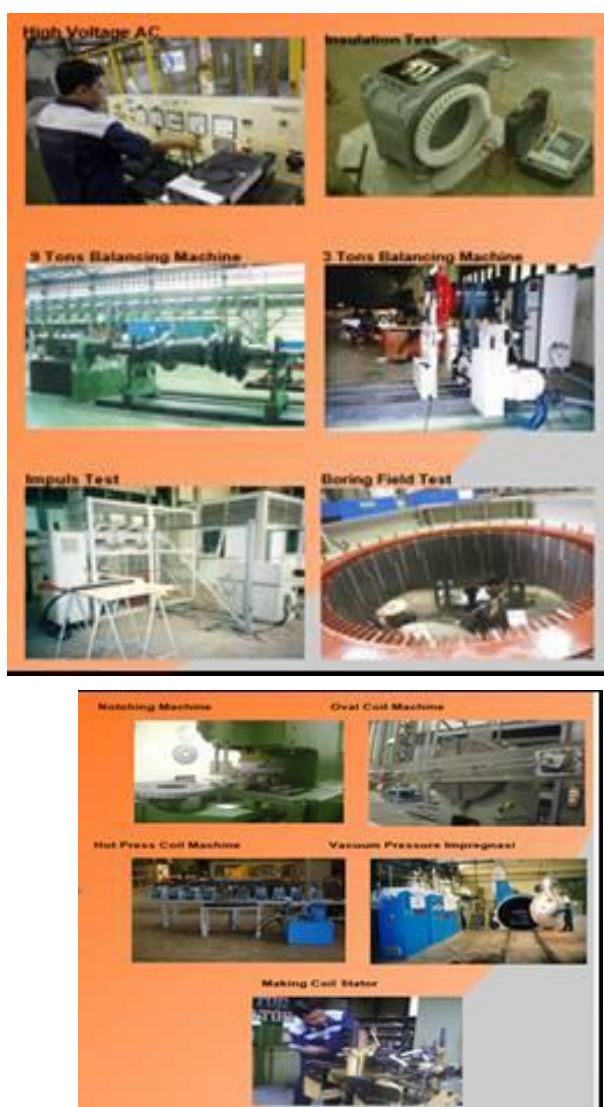 High Voltage AC
Insulation Test
9 Tons Balancing Machine
3 Tons Balancing Machine
Impuls Test
Boring Field Test
Notching Machine
Oval Coil Machine
Hot Press Coil Machine
Vacuum Pressure Impregnasi
Making Coil Stator